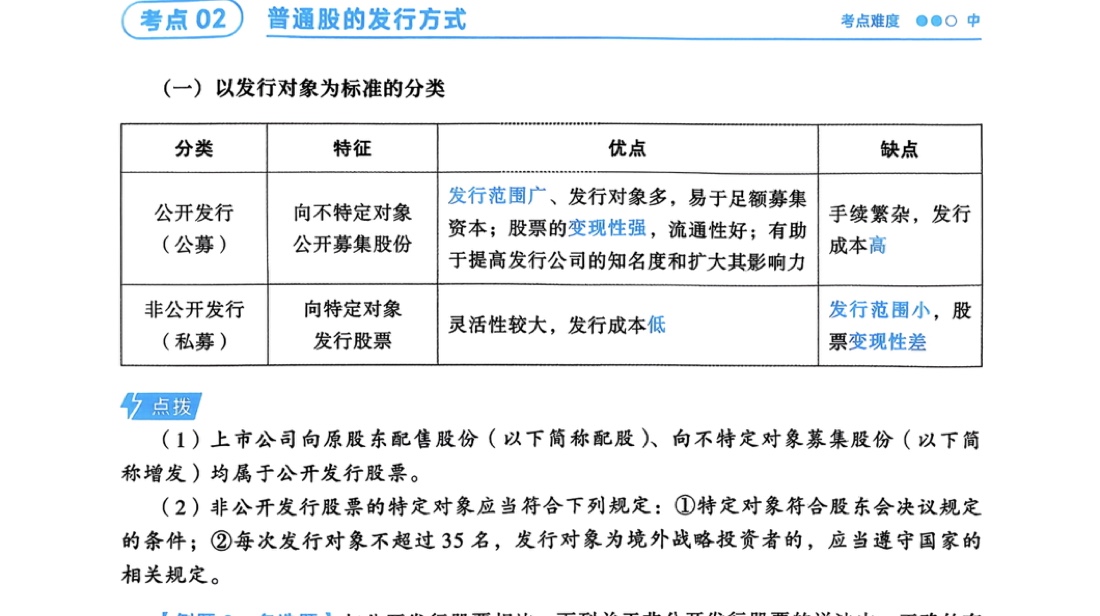 考点 02 普通股的发行方式 考点难度 中
（一）以发行对象为标准的分类
分类 特征 优点 缺点
公开发行
（公募）
向不特定对象
公开募集股份
发行范围广、发行对象多，易于足额募集
资本；股票的变现性强，流通性好；有助
于提高发行公司的知名度和扩大其影响力
手续繁杂，发行
成本高
非公开发行
（私募）
向特定对象
发行股票
灵活性较大，发行成本低
发行范围小，股
票变现性差
点拨
（1）上市公司向原股东配售股份（以下简称配股）、向不特定对象募集股份（以下简
称增发）均属于公开发行股票。
（2）非公开发行股票的特定对象应当符合下列规定：①特定对象符合股东会决议规定
的条件；②每次发行对象不超过 35 名，发行对象为境外战略投资者的，应当遵守国家的
相关规定。